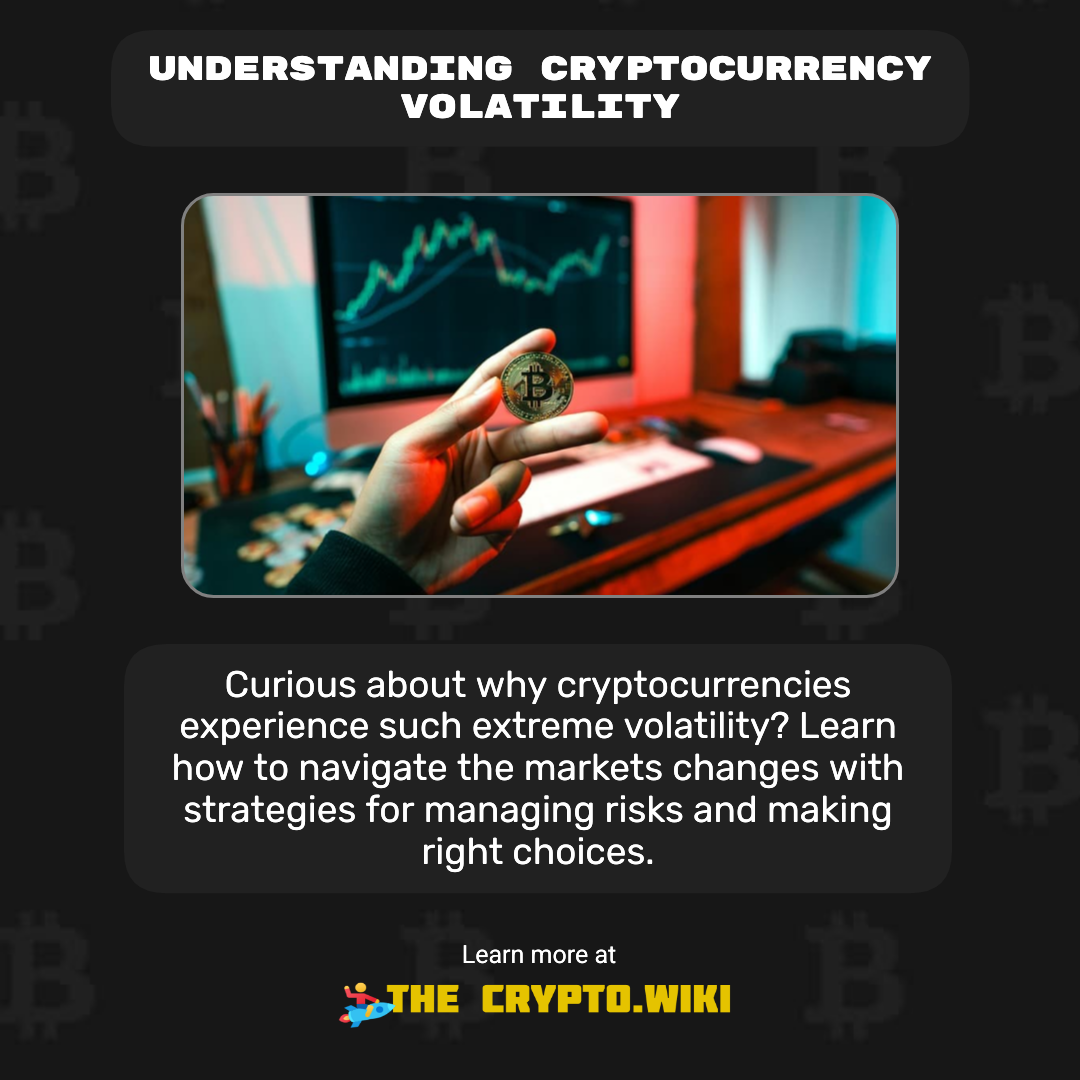 UNDERSTANDING CRYPTOCURRENCY
VOLATILITY
Curious about why cryptocurrencies
experience such extreme volatility? Learn
how to navigate the markets changes with
strategies for managing risks and making
right choices.
Learn more at
THE CRYPTO.WIKI